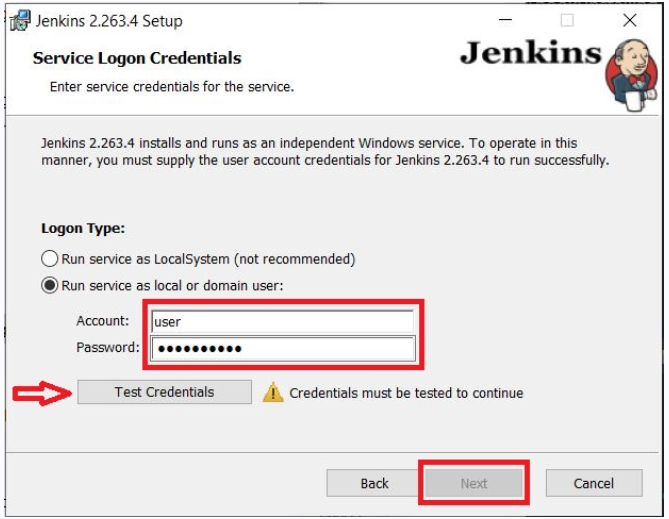 Jenkins 2.263.4 Setup
Service Logon Credentials
Jenkins
Enter service credentials for the service.
Jenkins 2.263.4 installs and runs as an independent Windows service. To operate in this
manner, you must supply the user account credentials for Jenkins 2.263.4 to run successfully.
Logon Type:
Run service as LocalSystem (not recommended)
Run service as local or domain user:
Account: user
Password: ●●●●●●●●●●
Test Credentials Credentials must be tested to continue
Back Next Cancel